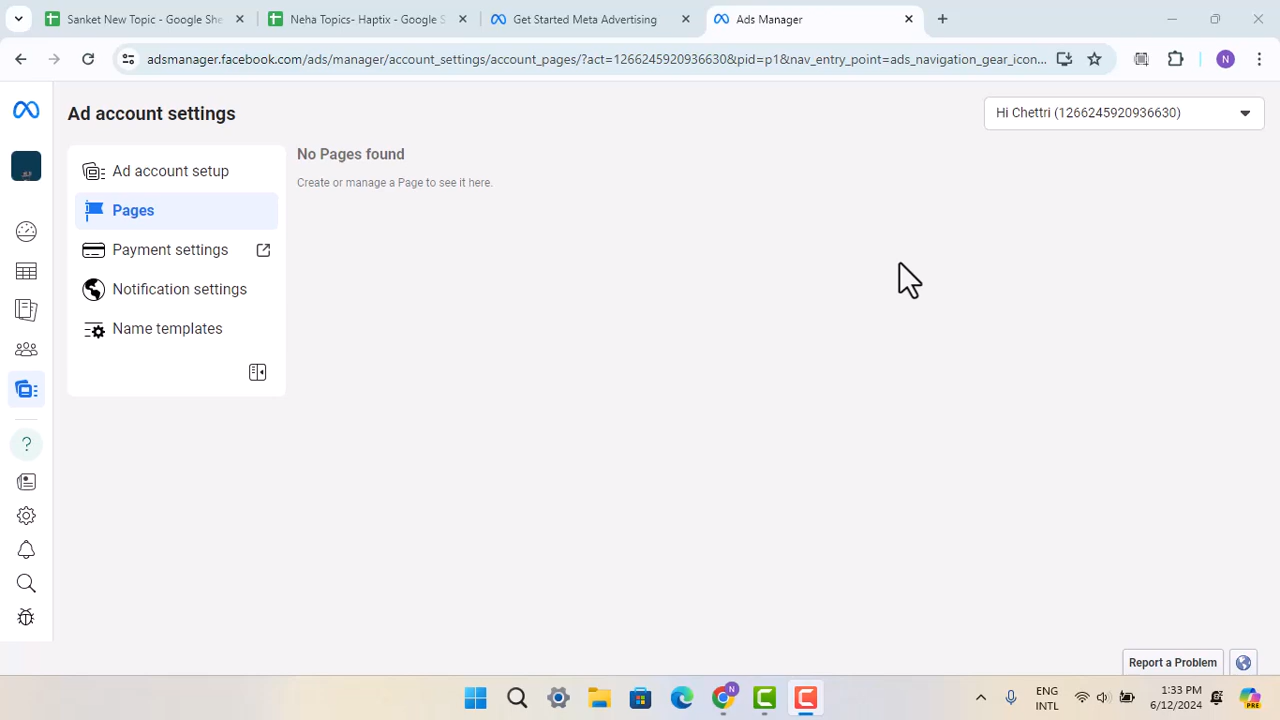 Sanket New Topic - Google She
Neha Topics- Haptix - Google S
Get Started Meta Advertising
Ads Manager
adsmanager.facebook.com/ads/manager/account_settings/account_pages/?act=1266245920936630&pid=p1&nav_entry_point=ads_navigation_gear_icon...
N
Ad account settings
Hi Chettri (1266245920936630)
Ad account setup
Pages
Payment settings
Notification settings
Name templates
No Pages found
Create or manage a Page to see it here.
?
Report a Problem
N
ENG
INTL
1:33 PM
6/12/2024
PRE